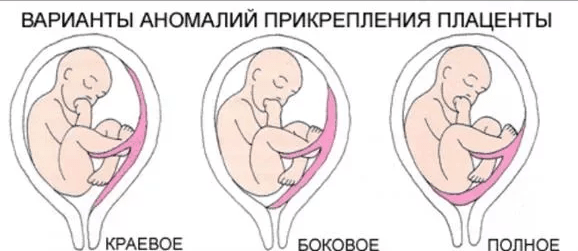 ВАРИАНТЫ АНОМАЛИЙ ПРИКРЕПЛЕНИЯ ПЛАЦЕНТЫ
КРАЕВОЕ
БОКОВОЕ
ПОЛНОЕ